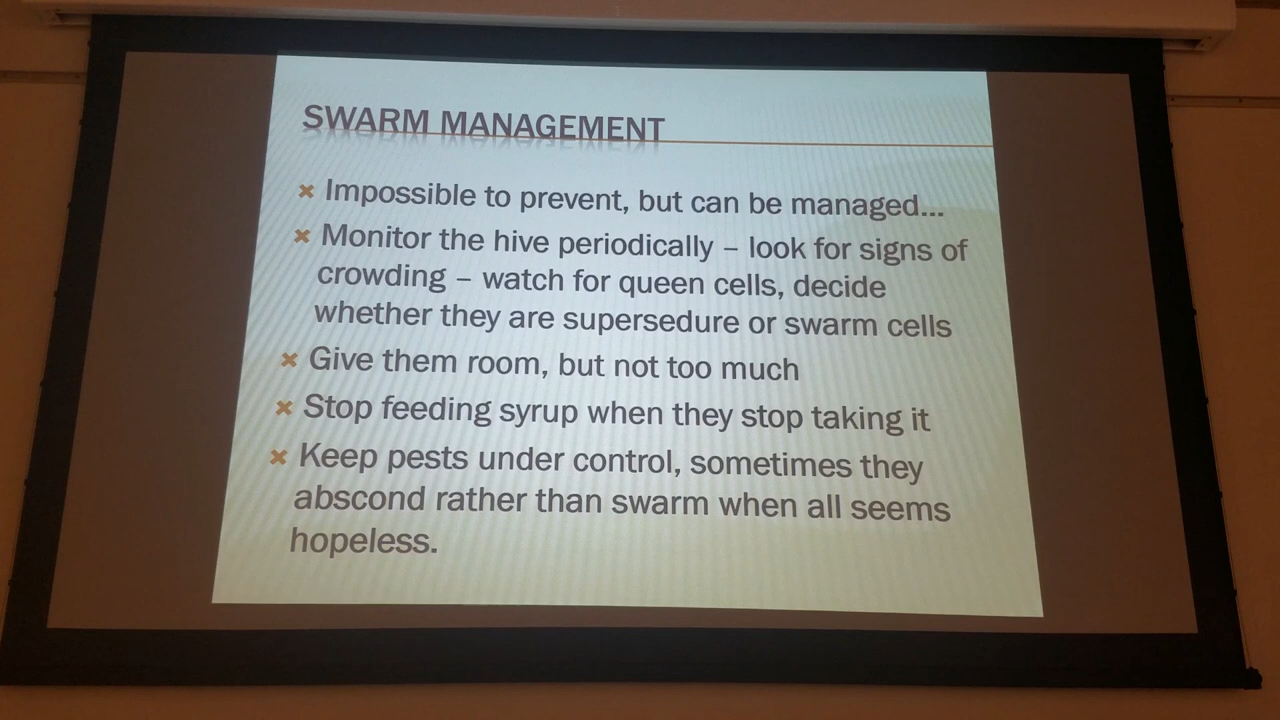 SWARM MANAGEMENT
Impossible to prevent, but can be managed...
Monitor the hive periodically – look for signs of
crowding – watch for queen cells, decide
whether they are supersedure or swarm cells
Give them room, but not too much
Stop feeding syrup when they stop taking it
Keep pests under control, sometimes they
abscond rather than swarm when all seems
hopeless.